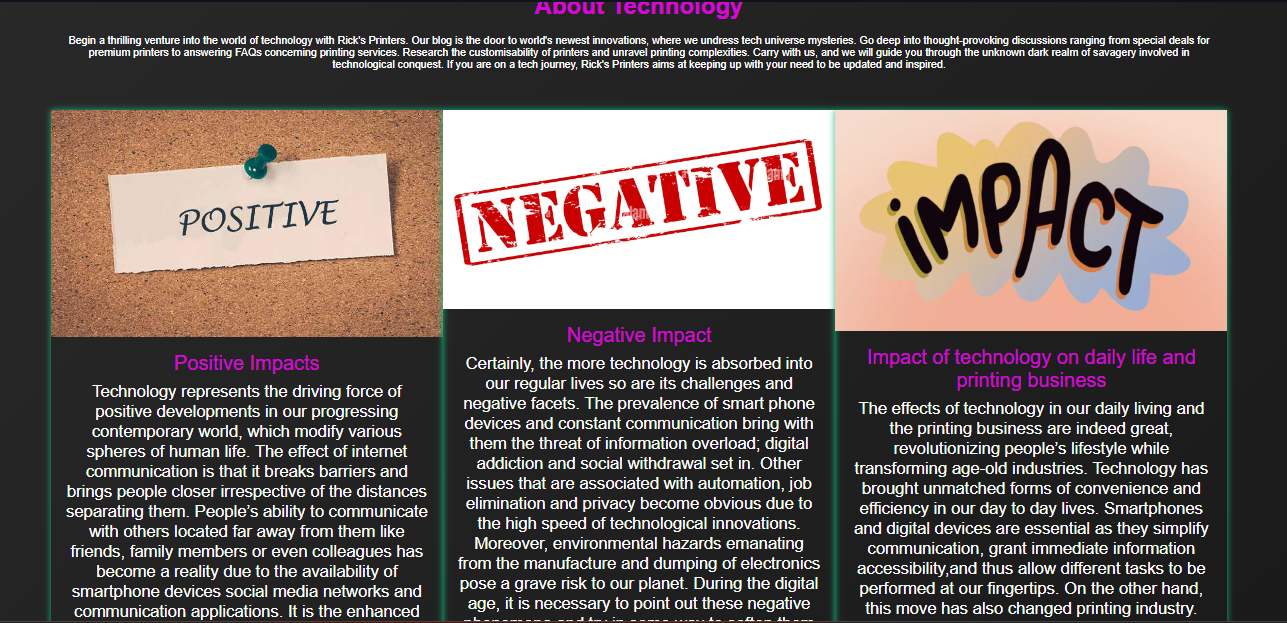 About Technology
Begin a thrilling venture into the world of technology with Rick's Printers. Our blog is the door to world's newest innovations, where we undress tech universe mysteries. Go deep into thought-provoking discussions ranging from special deals for
premium printers to answering FAQs concerning printing services. Research the customisability of printers and unravel printing complexities. Carry with us, and we will guide you through the unknown dark realm of savagery involved in
technological conquest. If you are on a tech journey, Rick's Printers aims at keeping up with your need to be updated and inspired.
POSITIVE
Positive Impacts
Technology represents the driving force of
positive developments in our progressing
contemporary world, which modify various
spheres of human life. The effect of internet
communication is that it breaks barriers and
brings people closer irrespective of the distances
separating them. People's ability to communicate
with others located far away from them like
friends, family members or even colleagues has
become a reality due to the availability of
smartphone devices social media networks and
communication applications. It is the enhanced
NEGATIVE
Negative Impact
Certainly, the more technology is absorbed into
our regular lives so are its challenges and
negative facets. The prevalence of smart phone
devices and constant communication bring with
them the threat of information overload; digital
addiction and social withdrawal set in. Other
issues that are associated with automation, job
elimination and privacy become obvious due to
the high speed of technological innovations.
Moreover, environmental hazards emanating
from the manufacture and dumping of electronics
pose a grave risk to our planet. During the digital
age, it is necessary to point out these negative
phenomena and try in some way to soften them
iMPACT
Impact of technology on daily life and
printing business
The effects of technology in our daily living and
the printing business are indeed great,
revolutionizing people's lifestyle while
transforming age-old industries. Technology has
brought unmatched forms of convenience and
efficiency in our day to day lives. Smartphones
and digital devices are essential as they simplify
communication, grant immediate information
accessibility,and thus allow different tasks to be
performed at our fingertips. On the other hand,
this move has also changed printing industry.